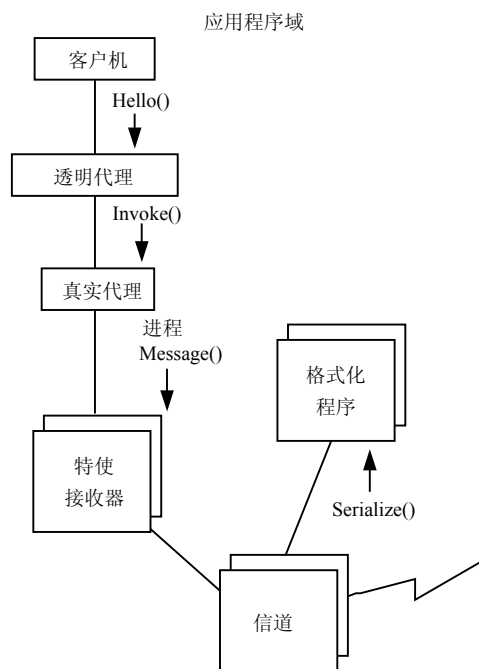 应用程序域
客户机
Hello()
透明代理
Invoke()
真实代理
进程
Message()
格式化
程序
特使
接收器
Serialize()
信道